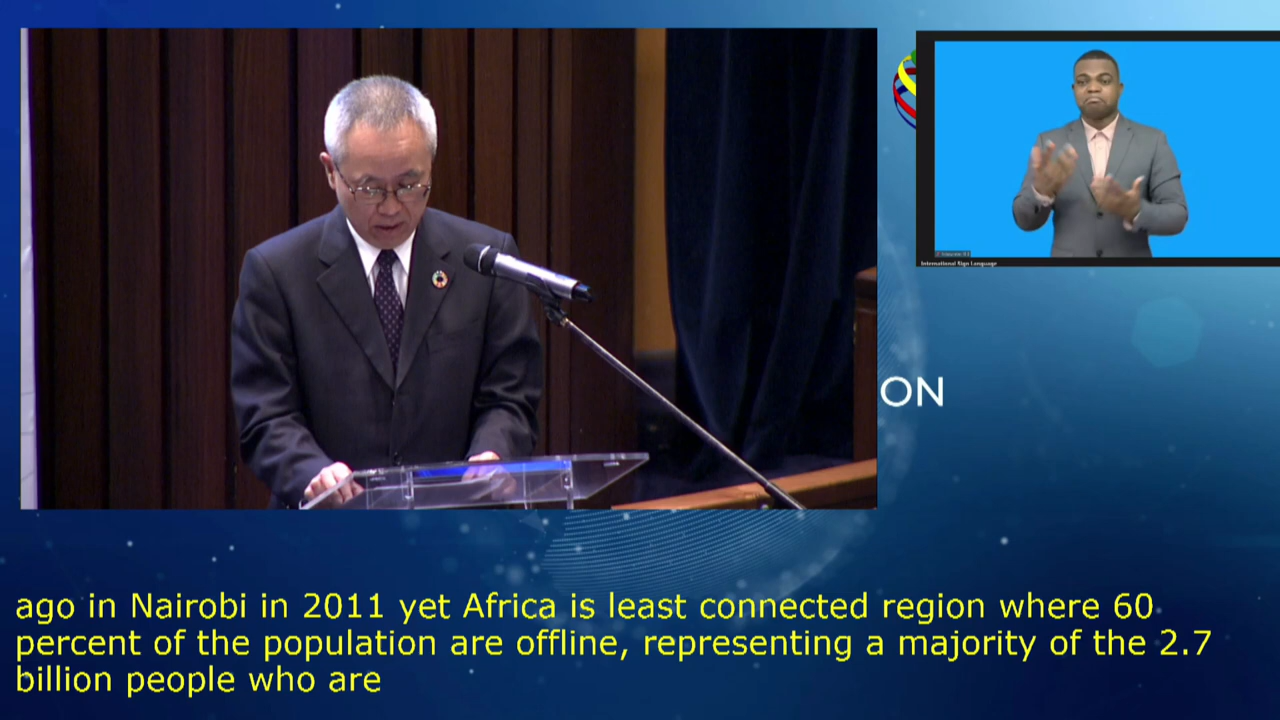 International Sign Language
ON
ago in Nairobi in 2011 yet Africa is least connected region where 60
percent of the population are offline, representing a majority of the 2.7
billion people who are